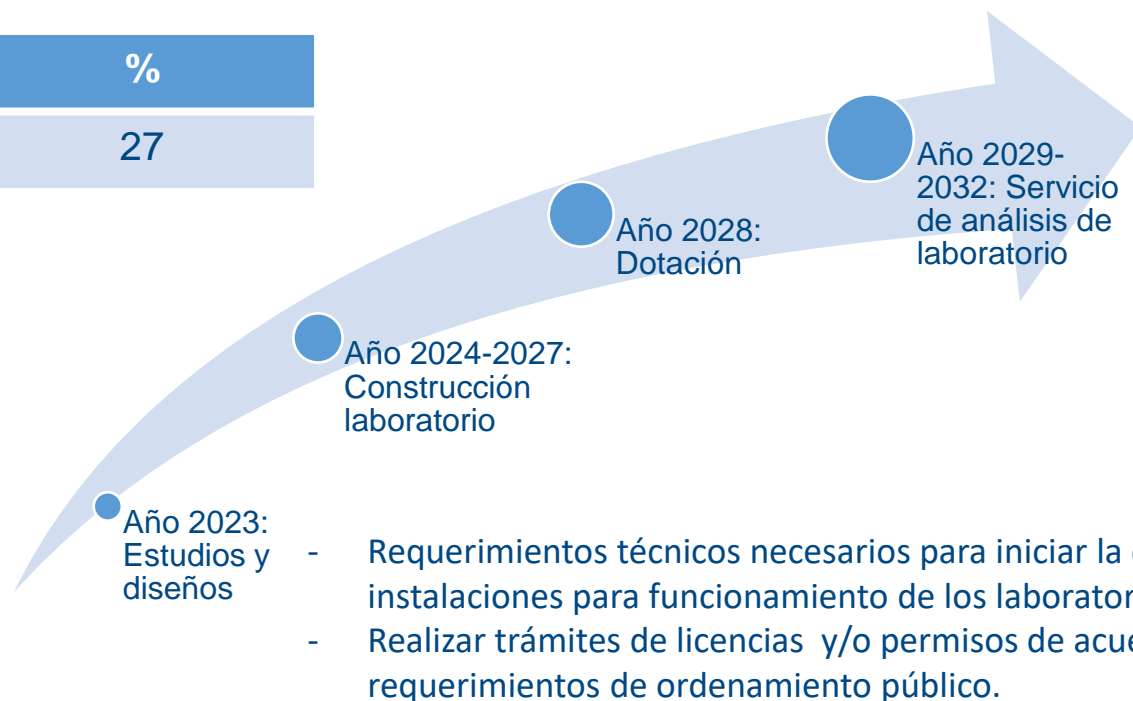 %
27
Año 2029-
2032: Servicio
de análisis de
laboratorio
Año 2028:
Dotación
Año 2024-2027:
Construcción
laboratorio
Año 2023:
Estudios y
diseños
- Requerimientos técnicos necesarios para iniciar la
instalaciones para funcionamiento de los
- Realizar trámites de licencias y/o permisos de
requerimientos de ordenamiento público.